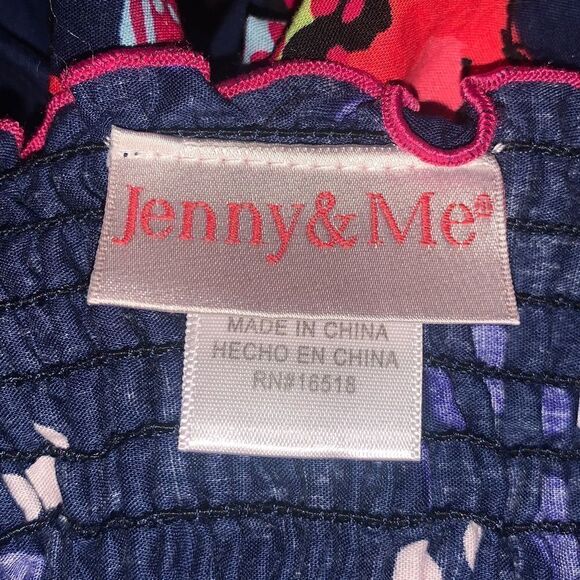 Jenny&Me®
MADE IN CHINA
HECHO EN CHINA
RN#16518